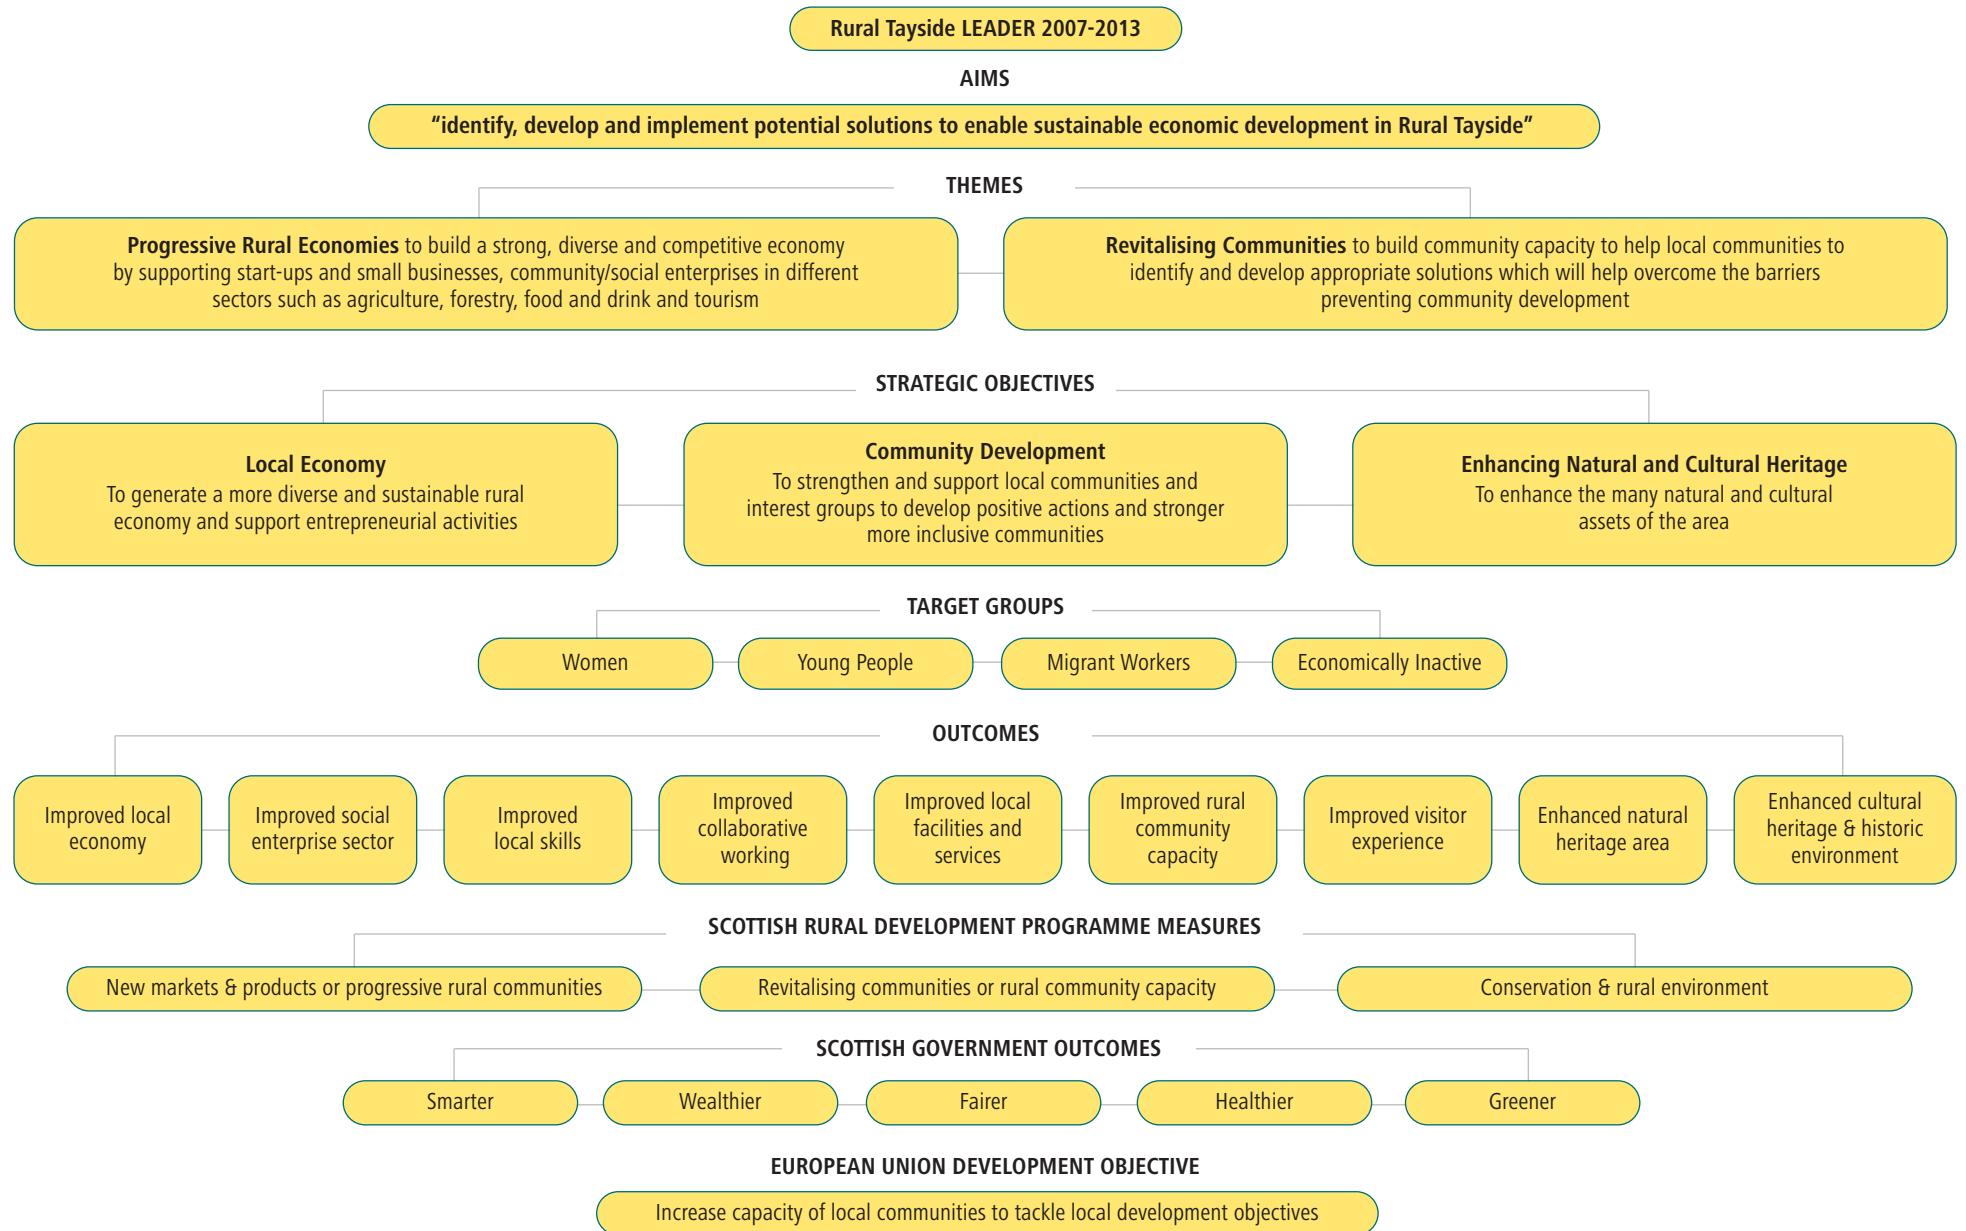 Rural Tayside LEADER 2007-2013
AIMS
“identify, develop and implement potential solutions to enable sustainable economic development in Rural Tayside”
THEMES
Progressive Rural Economies to build a strong, diverse and competitive economy
by supporting start-ups and small businesses, community/social enterprises in different
sectors such as agriculture, forestry, food and drink and tourism
Revitalising Communities to build community capacity to help local communities to
identify and develop appropriate solutions which will help overcome the barriers
preventing community development
STRATEGIC OBJECTIVES
Local Economy
To generate a more diverse and sustainable rural
economy and support entrepreneurial activities
Community Development
To strengthen and support local communities and
interest groups to develop positive actions and stronger
more inclusive communities
Enhancing Natural and Cultural Heritage
To enhance the many natural and cultural
assets of the area
TARGET GROUPS
Women
Young People
Migrant Workers
Economically Inactive
OUTCOMES
Improved local
economy
Improved social
enterprise sector
Improved
local skills
Improved
collaborative
working
Improved local
facilities and
services
Improved rural
community
capacity
Improved visitor
experience
Enhanced natural
heritage area
Enhanced cultural
heritage & historic
environment
SCOTTISH RURAL DEVELOPMENT PROGRAMME MEASURES
New markets & products or progressive rural communities
Revitalising communities or rural community capacity
Conservation & rural environment
SCOTTISH GOVERNMENT OUTCOMES
Smarter
Wealthier
Fairer
Healthier
Greener
EUROPEAN UNION DEVELOPMENT OBJECTIVE
Increase capacity of local communities to tackle local development objectives